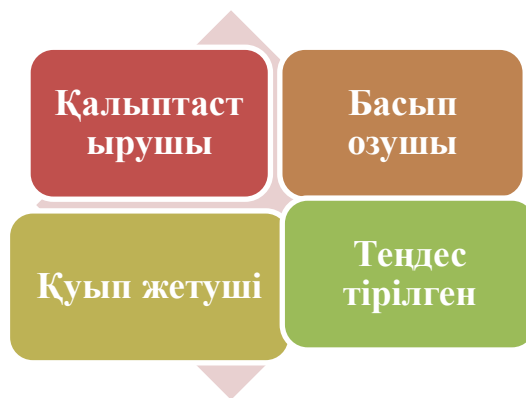 Қалыптаст
ырушы
Басып
озушы
Қуып жетуші
Теңдес
тірілген